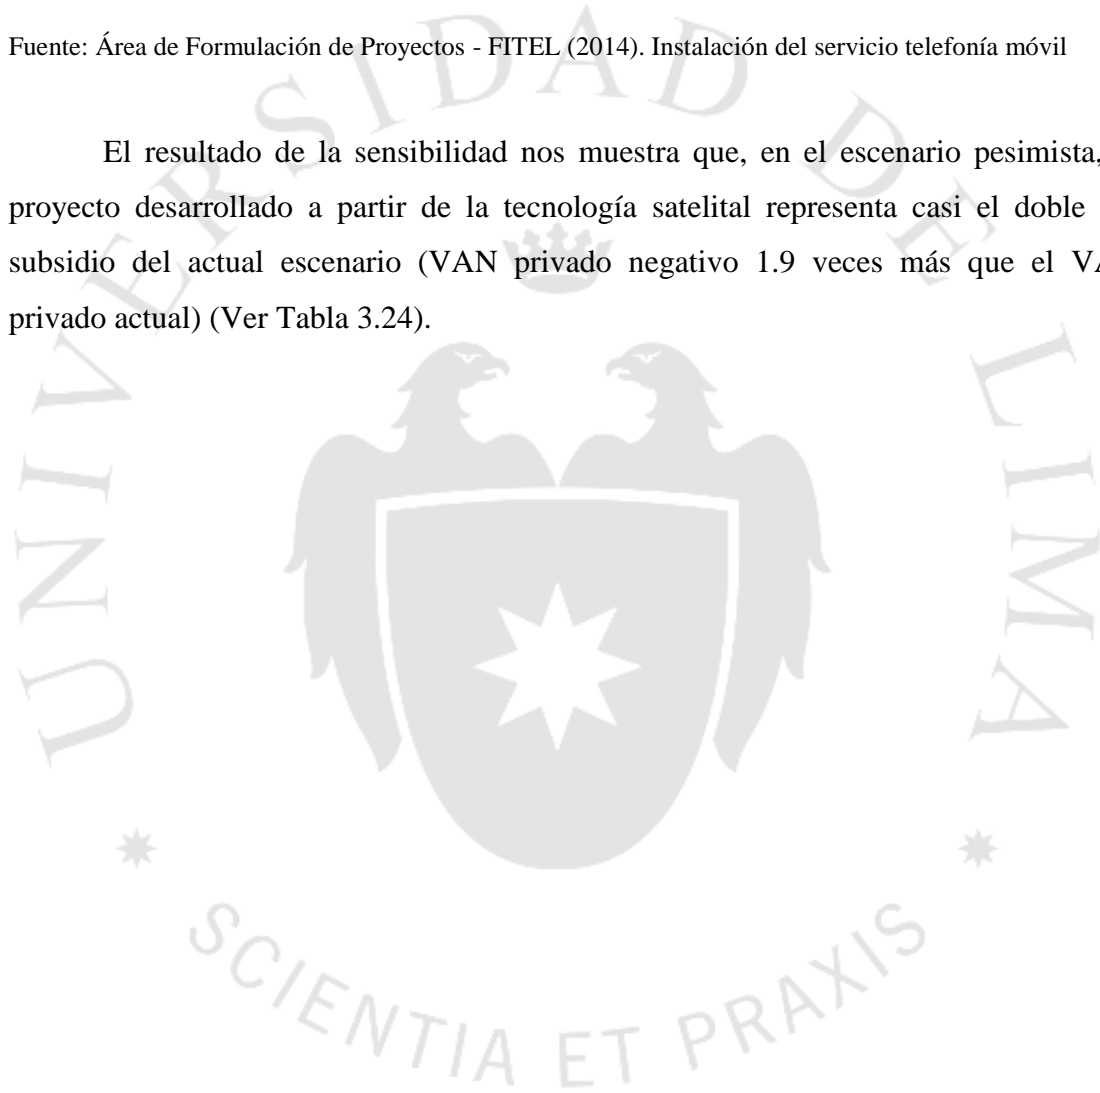 Fuente: Área de Formulación de Proyectos - FITEL (2014). Instalación del servicio telefonía móvil
El resultado de la sensibilidad nos muestra que, en el escenario pesimista,
proyecto desarrollado a partir de la tecnología satelital representa casi el doble
subsidio del actual escenario (VAN privado negativo 1.9 veces más que el VA
privado actual) (Ver Tabla 3.24).
UNIVERSIDAD DE LIMA
SCIENTIA ET PRAXIS